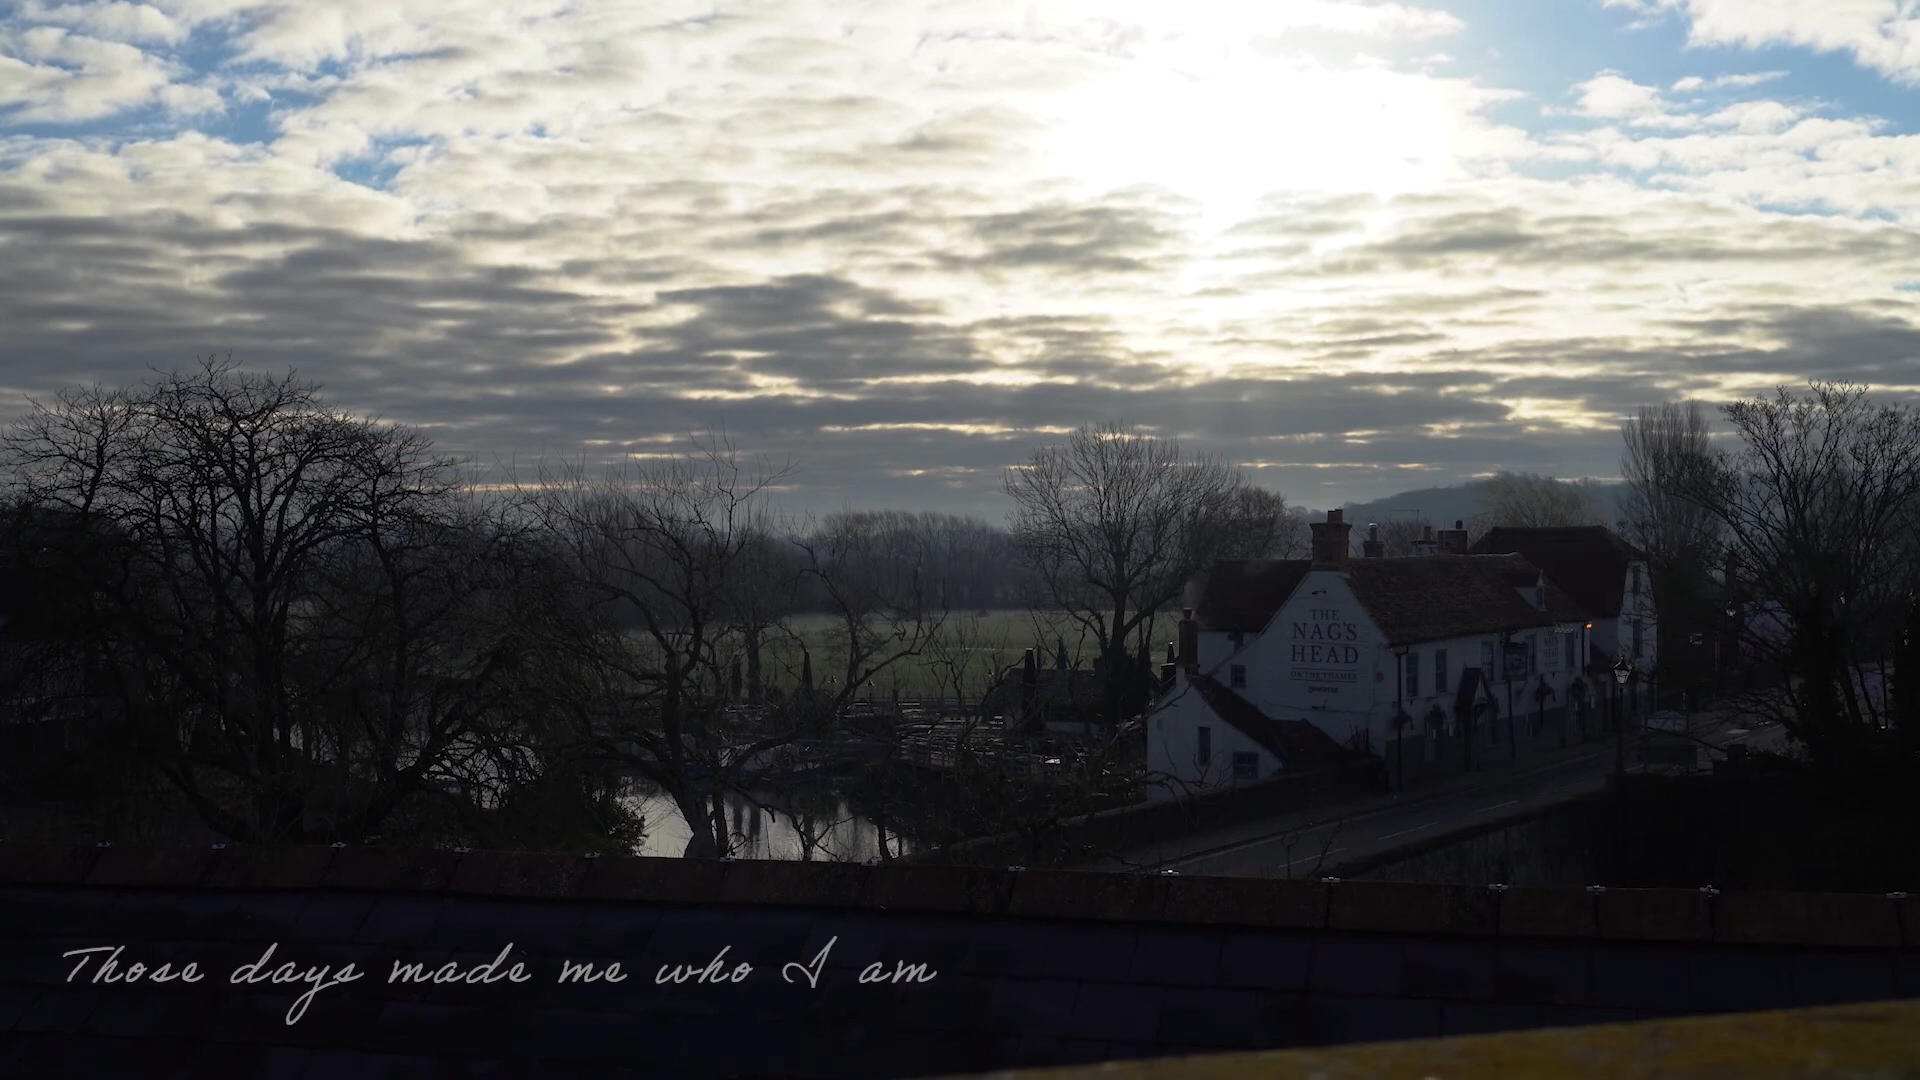 THE
NAG'S
HEAD
ON THE THAMES
Those days made me who I am